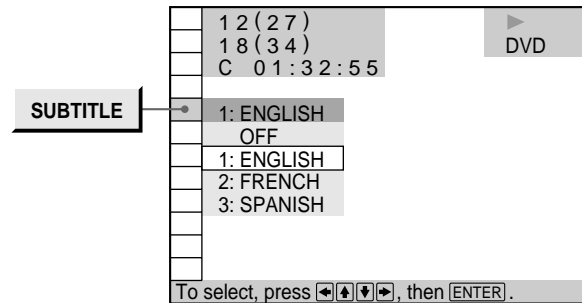 12(27)
18(34)
C 01:32:55
DVD
SUBTITLE
1: ENGLISH
OFF
1: ENGLISH
2: FRENCH
3: SPANISH
To select, press ←↑↓→, then ENTER.